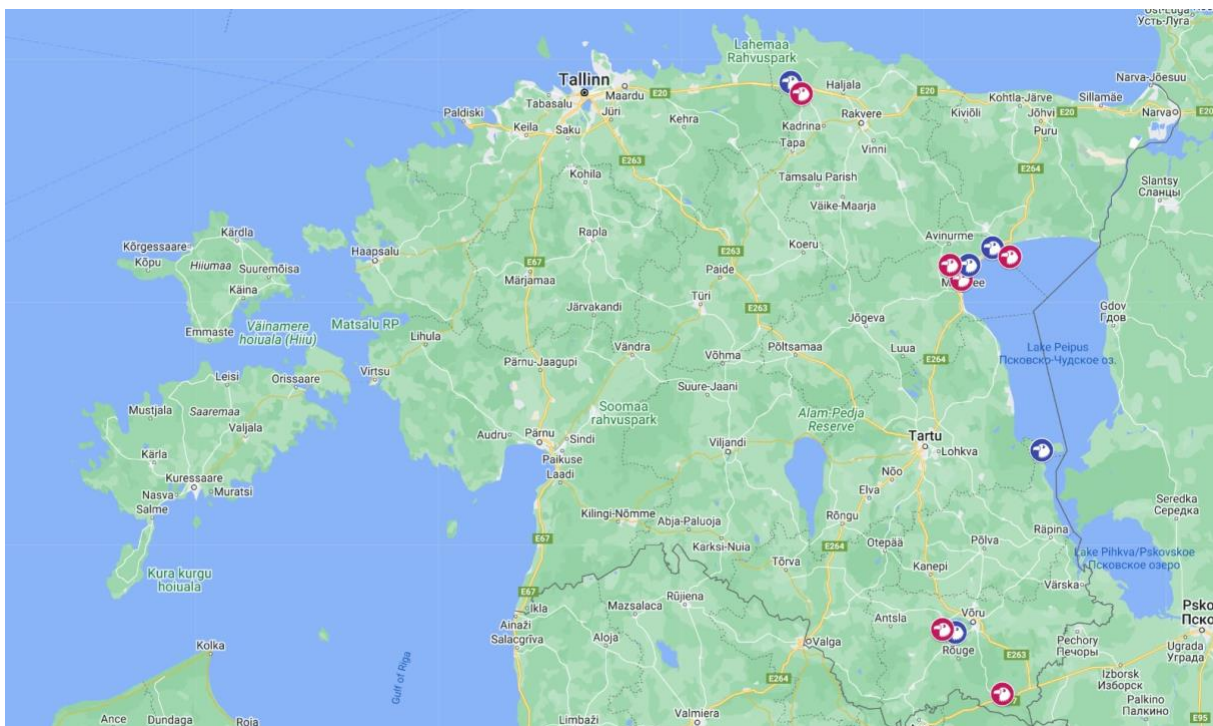 Ust-Luga
Усть-Луга
Lahemaa
Rahvuspark
Narva-Jõesuu
Tallinn
Haljala
Maardu
E20
Kohtla-Järve
Sillamäe
Tabasalu
Paldiski
Jüri
Kehra
Kadrina
Rakvere
Kiviõli
Jõhvi
E20
Narva
E20
Keila
Saku
Puru
Tapa
Vinni
E263
E264
Kohila
Tamsalu Parish
Slantsy
Сланцы
Väike-Maarja
Kärdla
Rapla
Avinurme
Kõrgessaare
Haapsalu
E67
E263
Koeru
Kõpu
Hiiumaa
Suuremõisa
Märjamaa
Paide
Käina
Türi
Gdov
Гдов
Järvakandi
E263
Emmaste
Väinamere
hoiuala (Hiiu)
Matsalu RP
Jõgeva
Lihula
Vändra
Põltsamaa
Luua
Lake Peipus
Псковско-Чудское оз.
Võhma
E264
Pärnu-Jaagupi
Leisi
Orissaare
Virtsu
Suure-Jaani
Mustjala
Saaremaa
Soomaa
rahvuspark
Alam-Pedja
Reserve
Valjala
Audru
Pärnu
Sindi
Tartu
Viljandi
Lohkva
Kärla
Paikuse
Laadi
Nõo
Kuressaare
Elva
Nasva
Muratsi
Salme
Seredka
Середка
Kilingi-Nõmme
Abja-Paluoja
Rõngu
Räpina
E67
Karksi-Nuia
E264
Otepää
Põlva
Lake Pihkva/Pskovskoe
Псковское озеро
Tõrva
Kanepi
Kura kurgu
hoiuala
Värska
E67
Ikla
Mazsalaca
Rūjiena
Antsla
Võru
Ainaži
Salacgrīva
Aloja
Valga
Pechory
Печоры
Kolka
Rõuge
E263
Ugrada
Уграда
Gulf of Riga
E264
Izborsk
Изборск
Palkino
Палкино
E95
Ance
Dundaga
Roja
Limbaži
Valmiera